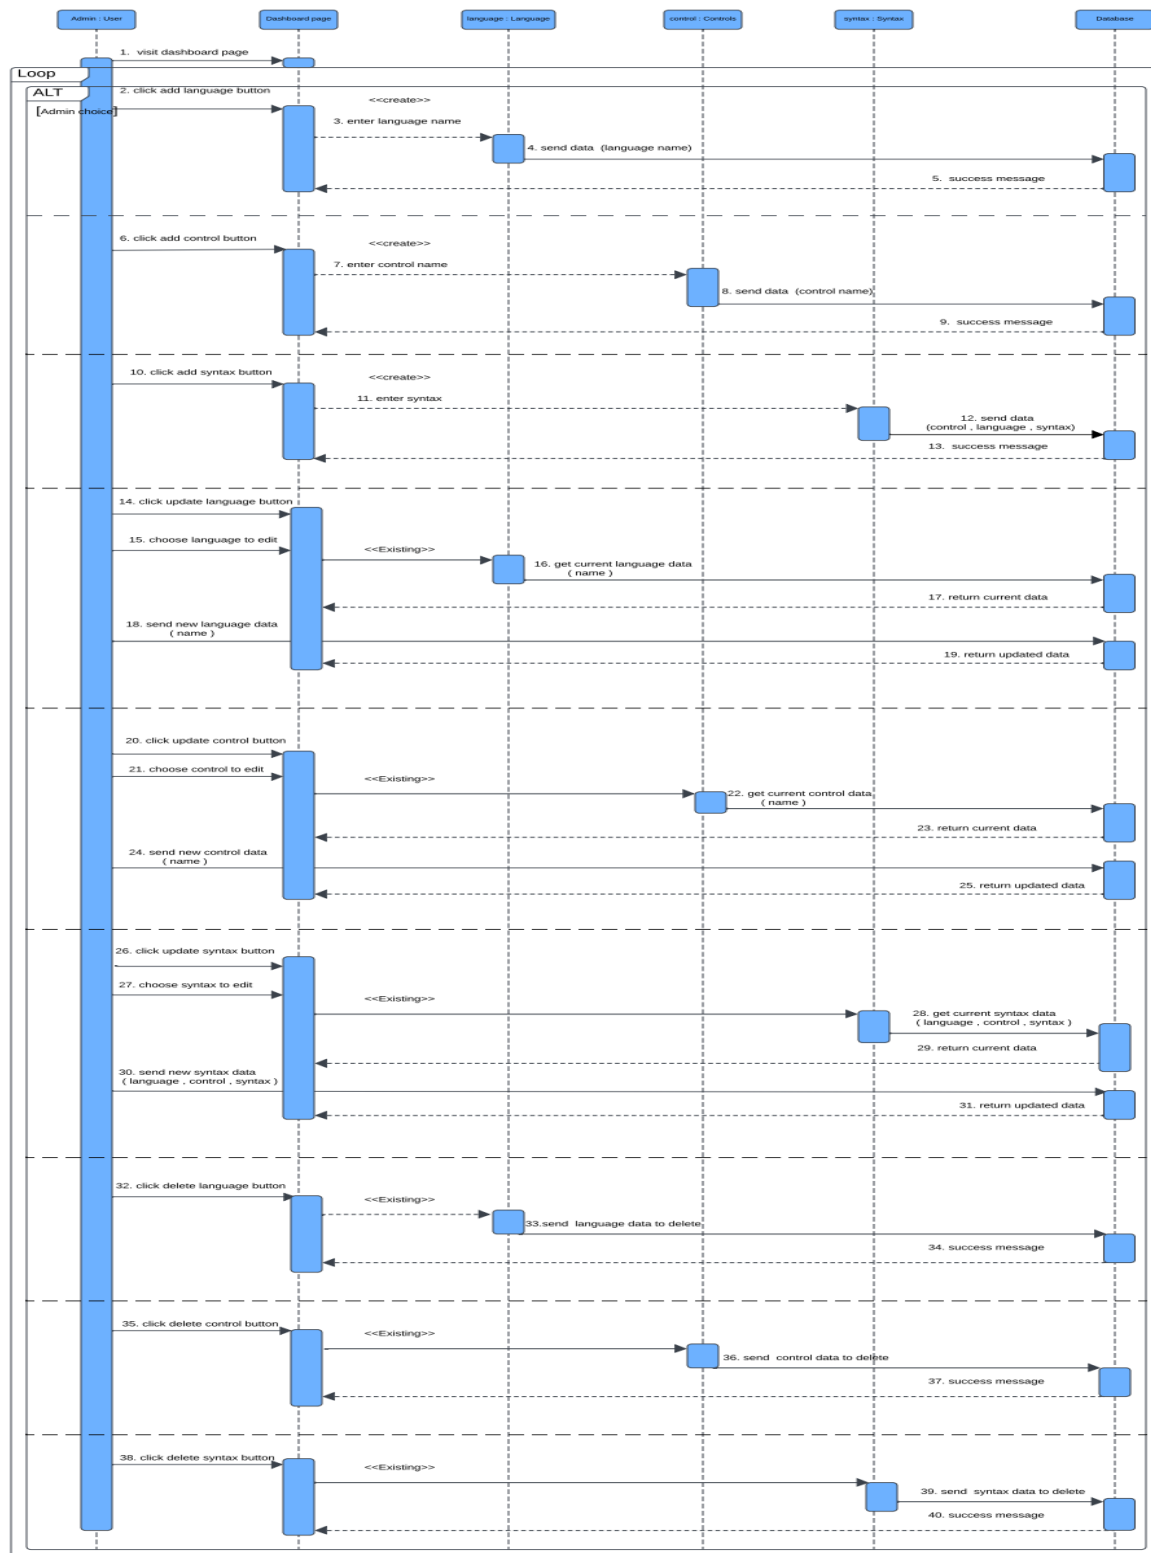 Admin : User
Dashboard page
language : Language
control : Controls
syntax : Syntax
Database
1. visit dashboard page
Loop
ALT
2. click add language button
[Admin choice]
<<create>>
3. enter language name
4. send data (language name)
5. success message
6. click add control button
<<create>>
7. enter control name
8. send data (control name)
9. success message
10. click add syntax button
<<create>>
11. enter syntax
12. send data
(control , language , syntax)
13. success message
14. click update language button
15. choose language to edit
<<Existing>>
16. get current language data
( name )
17. return current data
18. send new language data
( name )
19. return updated data
20. click update control button
21. choose control to edit
<<Existing>>
22. get current control data
( name )
23. return current data
24. send new control data
( name )
25. return updated data
26. click update syntax button
27. choose syntax to edit
<<Existing>>
28. get current syntax data
( language , control , syntax )
29. return current data
30. send new syntax data
( language , control , syntax )
31. return updated data
32. click delete language button
<<Existing>>
33.send language data to delete
34. success message
35. click delete control button
<<Existing>>
36. send control data to delete
37. success message
38. click delete syntax button
<<Existing>>
39. send syntax data to delete
40. success message